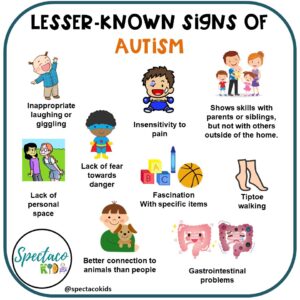 LESSER-KNOWN SIGNS OF
AUTISM
Inappropriate
laughing or
giggling
Insensitivity to
pain
Shows skills with
parents or siblings,
but not with others
outside of the home.
Lack of
personal
space
Lack of fear
towards
danger
Fascination
With specific items
Tiptoe
walking
Better connection to
animals than people
Gastrointestinal
problems
Spectaco
KIDS
@spectacokids